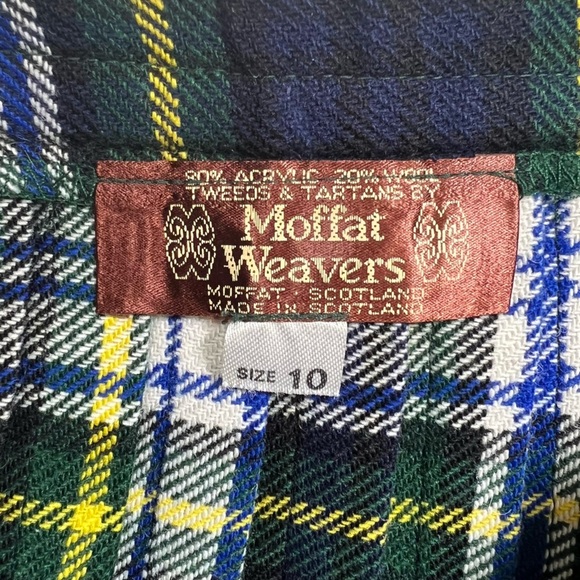 80% ACRYLIC 20% WOOL
TWEEDS & TARTANS BY
Moffat
Weavers
MOFFAT SCOTLAND
MADE IN SCOTLAND
SIZE 10